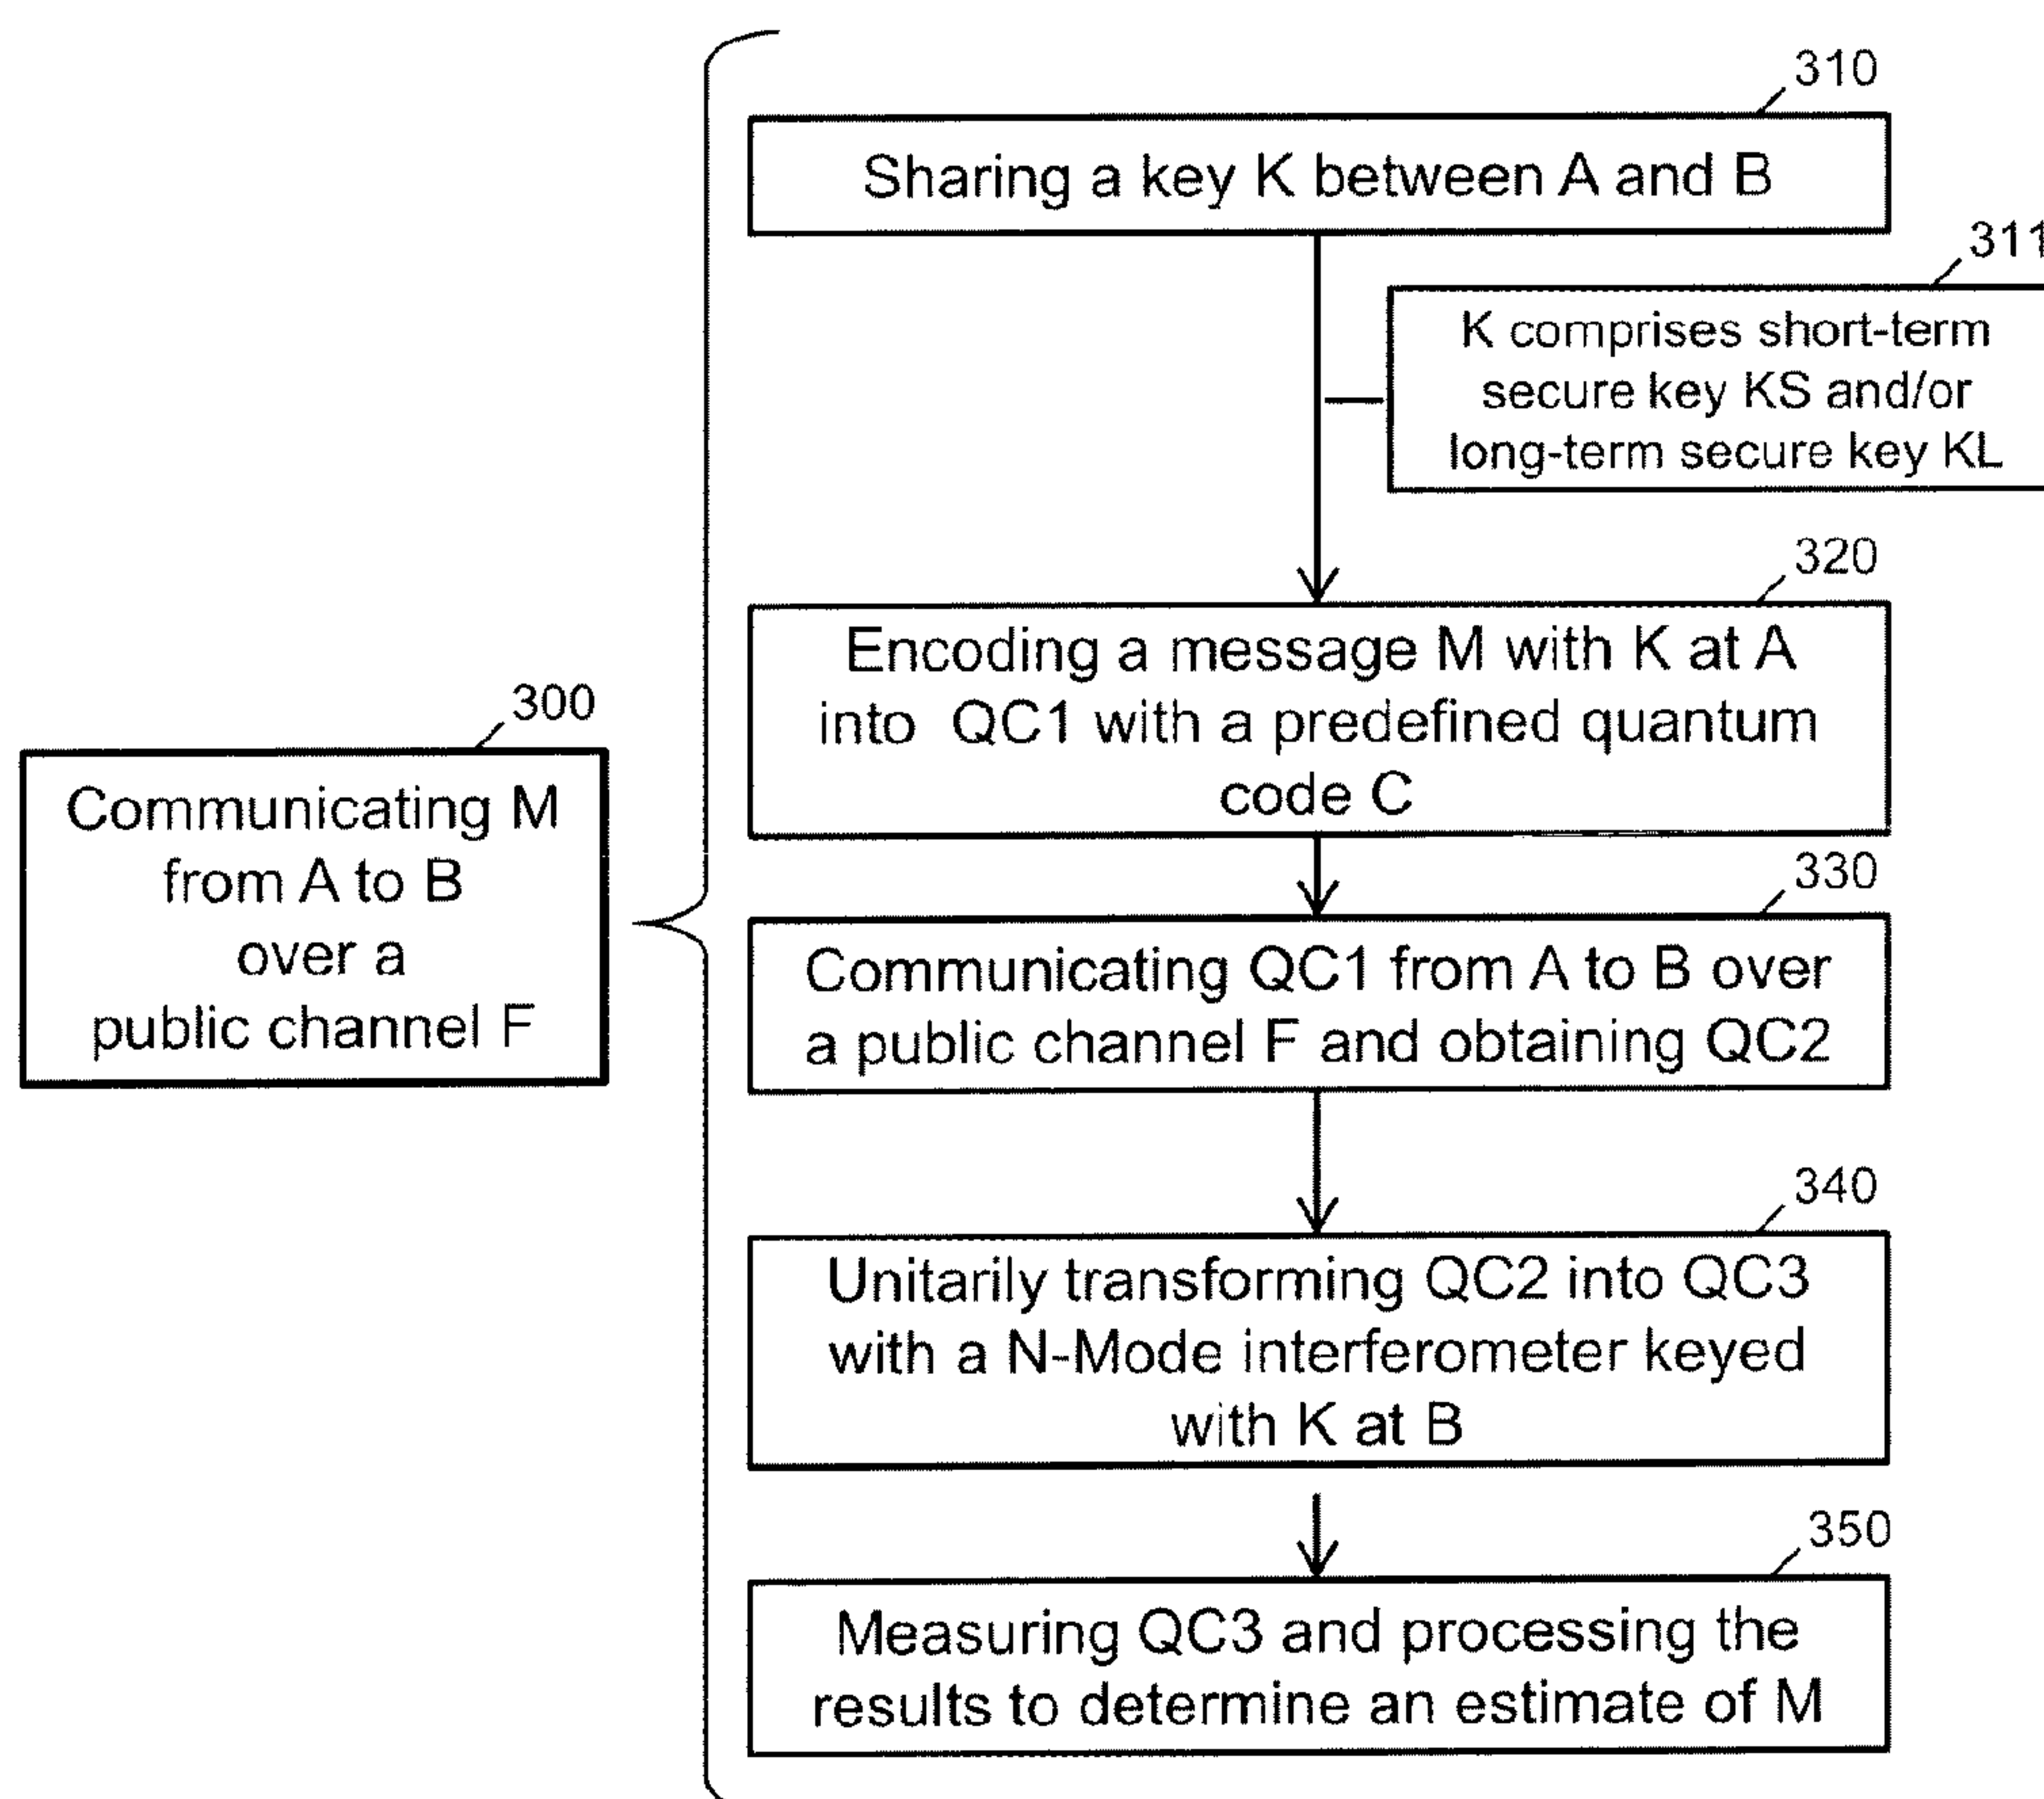 310
Sharing a key K between A and B
311
K comprises short-term
secure key KS and/or
long-term secure key KL
320
Encoding a message M with K at A
into QC1 with a predefined quantum
code C
300
Communicating M
from A to B
over a
public channel F
330
Communicating QC1 from A to B over
a public channel F and obtaining QC2
340
Unitarily transforming QC2 into QC3
with a N-Mode interferometer keyed
with K at B
350
Measuring QC3 and processing the
results to determine an estimate of M